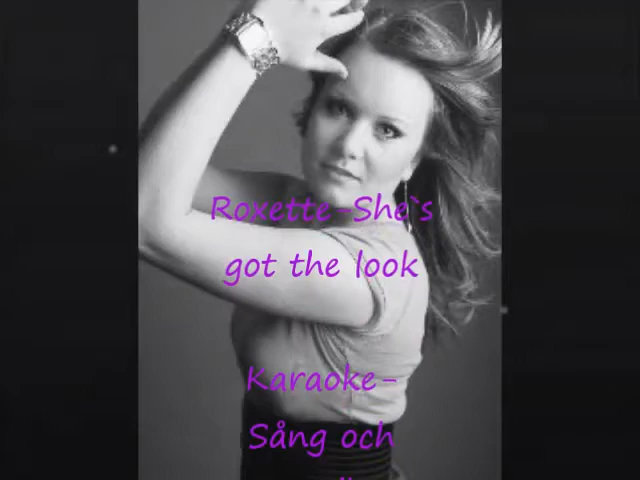 Roxette-She`s
got the look
Karaoke-
Sång och